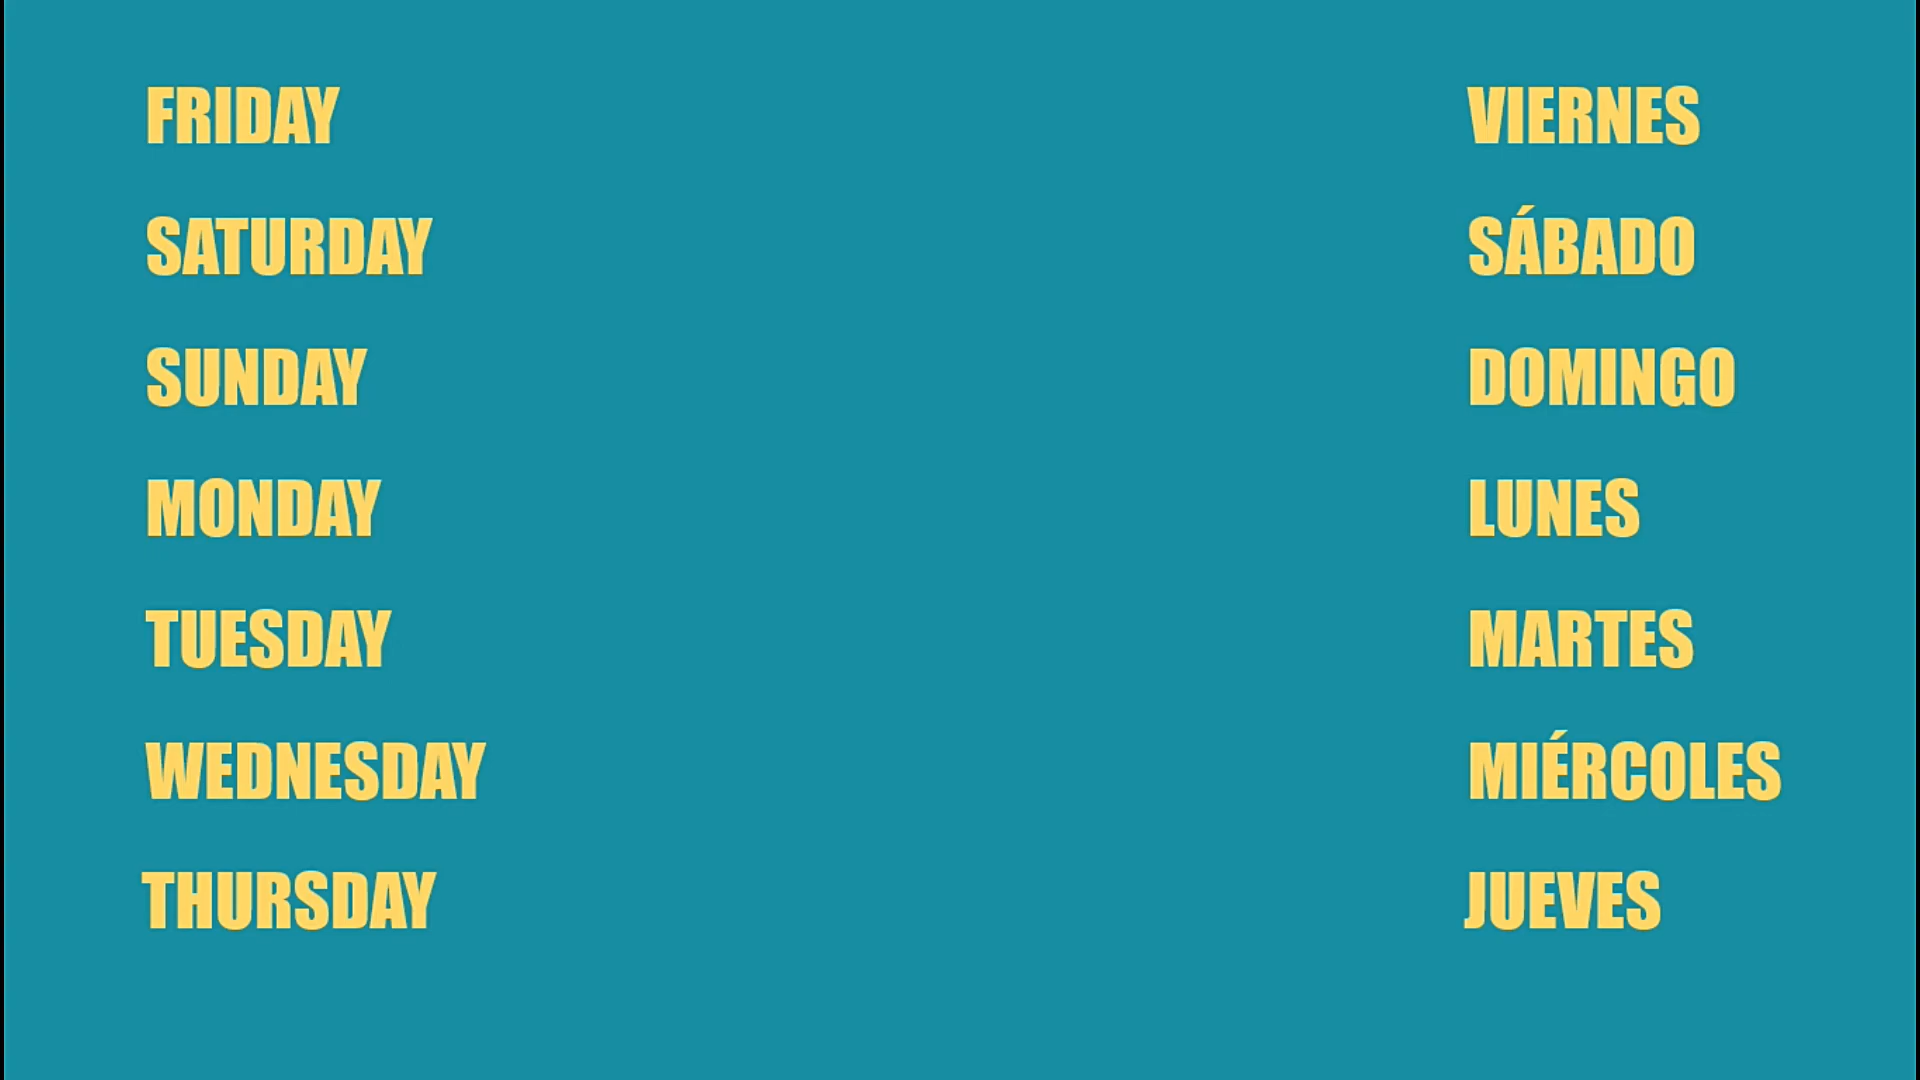 FRIDAY VIERNES
SATURDAY SÁBADO
SUNDAY DOMINGO
MONDAY LUNES
TUESDAY MARTES
WEDNESDAY MIÉRCOLES
THURSDAY JUEVES